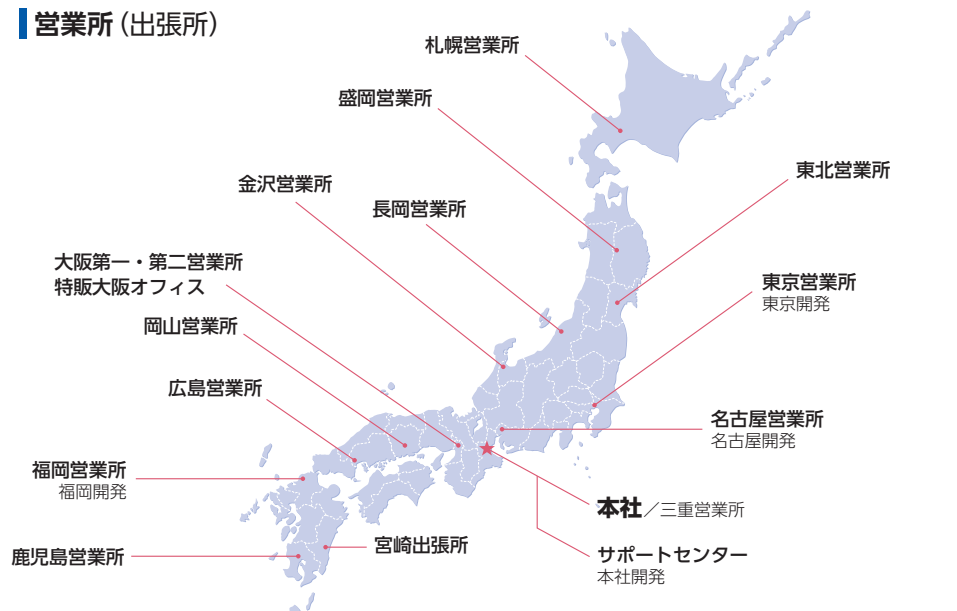 営業所（出張所）
札幌営業所
盛岡営業所
東北営業所
金沢営業所
長岡営業所
大阪第一・第二営業所
特販大阪オフィス
東京営業所
東京開発
岡山営業所
広島営業所
名古屋営業所
名古屋開発
福岡営業所
福岡開発
本社／三重営業所
宮崎出張所
鹿児島営業所
サポートセンター
本社開発